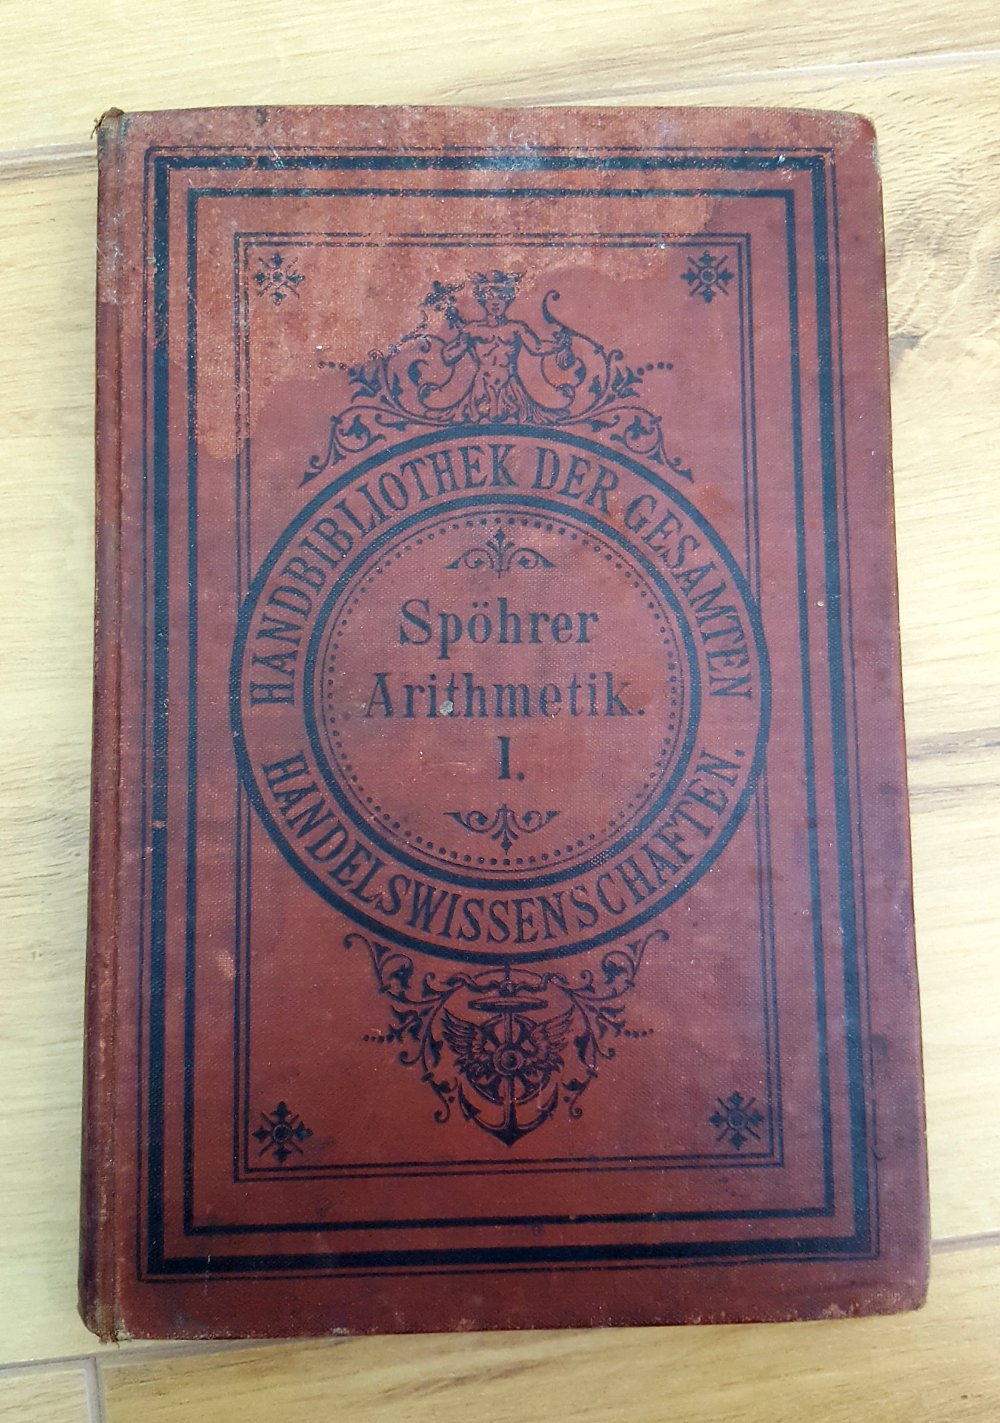 HANDBIBLIOTHEK DER GESAMTEN
Spöhrer
Arithmetik.
I.
HANDELSWISSENSCHAFTEN.